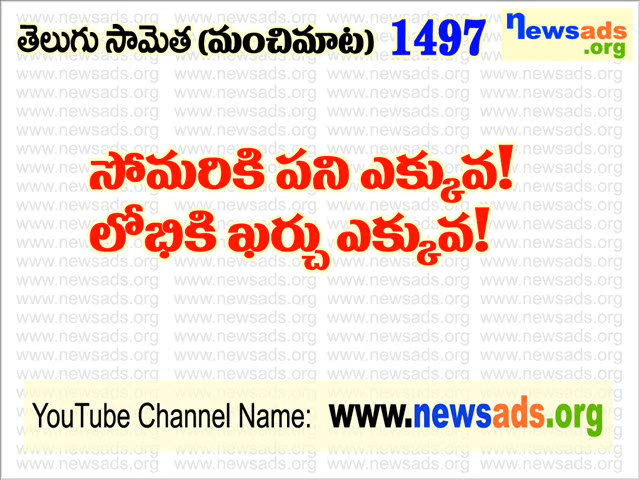 తెలుగు సామెత (మంచిమాట) 1497
newsads
.org
సోమరికి పని ఎక్కువ!
లోభికి ఖర్చు ఎక్కువ!
YouTube Channel Name: www.newsads.org